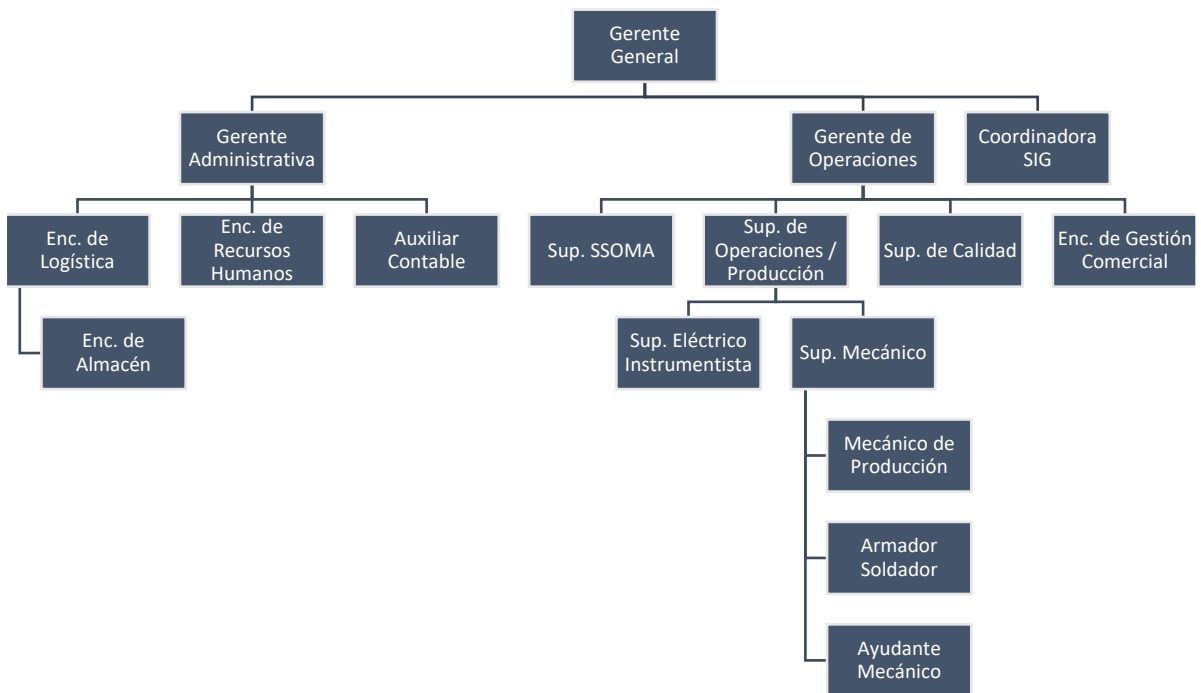 Gerente
General
Gerente
Administrativa
Gerente de
Operaciones
Coordinadora
SIG
Enc. de
Logística
Enc. de
Recursos
Humanos
Auxiliar
Contable
Sup. SSOMA
Sup. de
Operaciones /
Producción
Sup. de Calidad
Enc. de Gestión
Comercial
Enc. de
Almacén
Sup. Eléctrico
Instrumentista
Sup. Mecánico
Mecánico de
Producción
Armador
Soldador
Ayudante
Mecánico